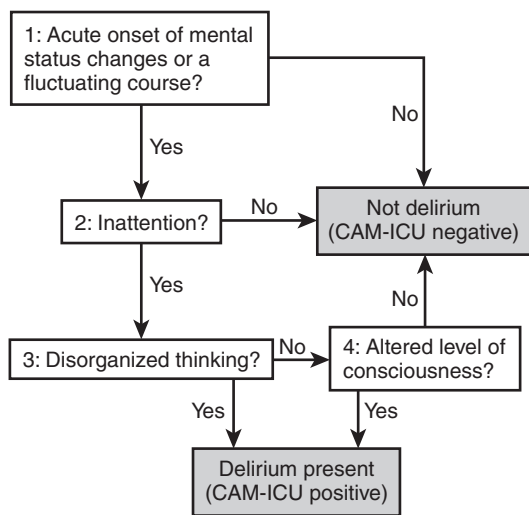 1: Acute onset of mental
status changes or a
fluctuating course?
No
Yes
2: Inattention?
No
Not delirium
(CAM-ICU negative)
Yes
No
3: Disorganized thinking?
No
4: Altered level of
consciousness?
Yes
Yes
Delirium present
(CAM-ICU positive)